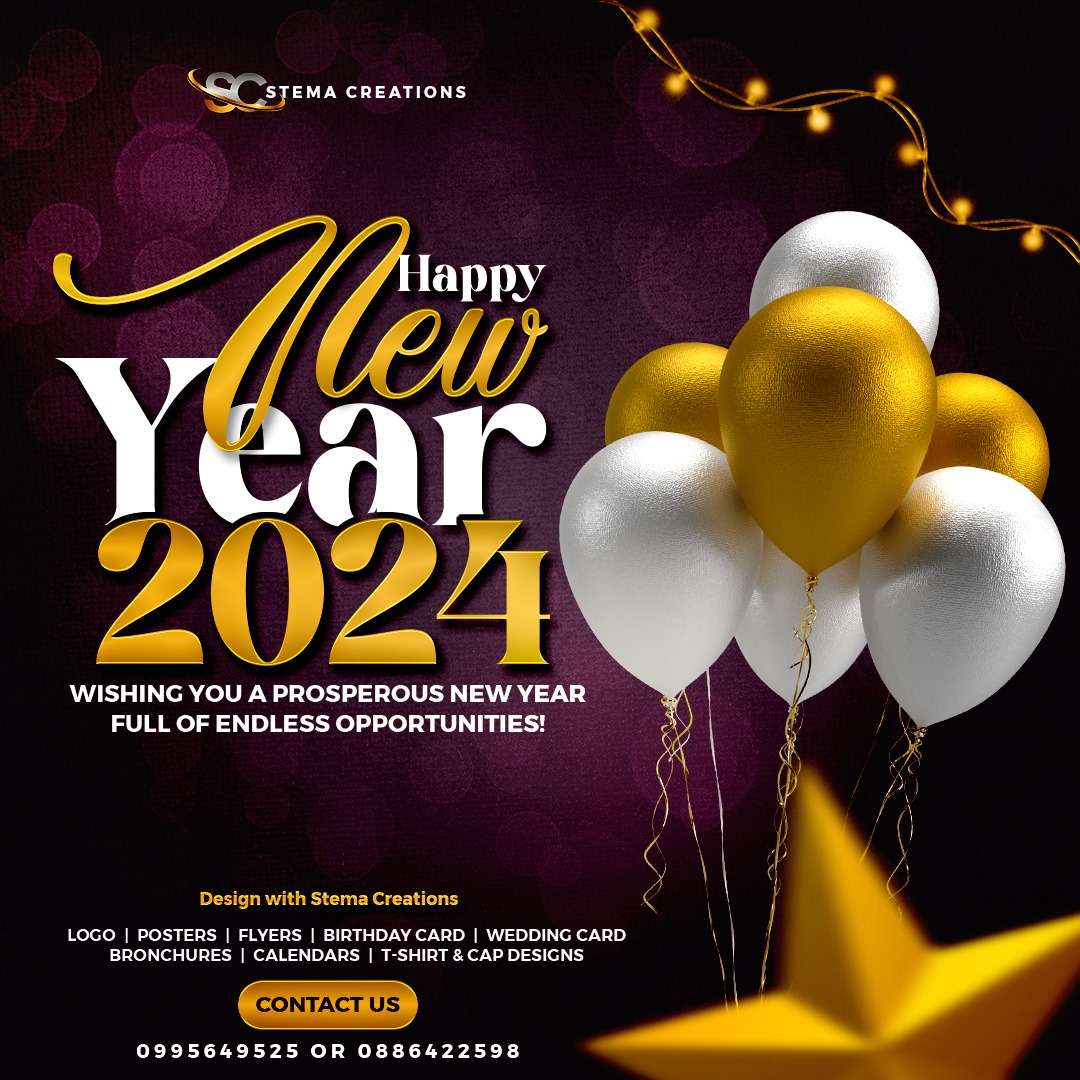 SC STEMA CREATIONS
Happy
New
Year
2024
WISHING YOU A PROSPEROUS NEW YEAR
FULL OF ENDLESS OPPORTUNITIES!
Design with Stema Creations
LOGO | POSTERS | FLYERS | BIRTHDAY CARD | WEDDING CARD
BRONCHURES | CALENDARS | T-SHIRT & CAP DESIGNS
CONTACT US
0995649525 OR 0886422598